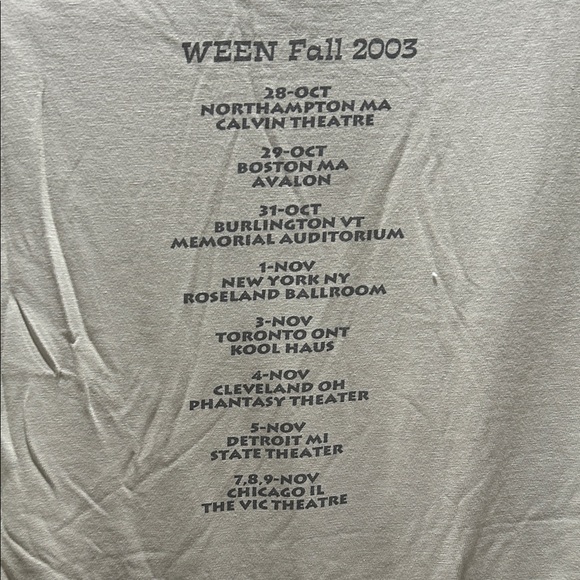 WEEN Fall 2003
28-OCT
NORTHAMPTON MA
CALVIN THEATRE
29-OCT
BOSTON MA
AVALON
31-OCT
BURLINGTON VT
MEMORIAL AUDITORIUM
1-NOV
NEW YORK NY
ROSELAND BALLROOM
3-NOV
TORONTO ONT
KOOL HAUS
4-NOV
CLEVELAND OH
PHANTASY THEATER
5-NOV
DETROIT MI
STATE THEATER
7,8,9-NOV
CHICAGO IL
THE VIC THEATRE